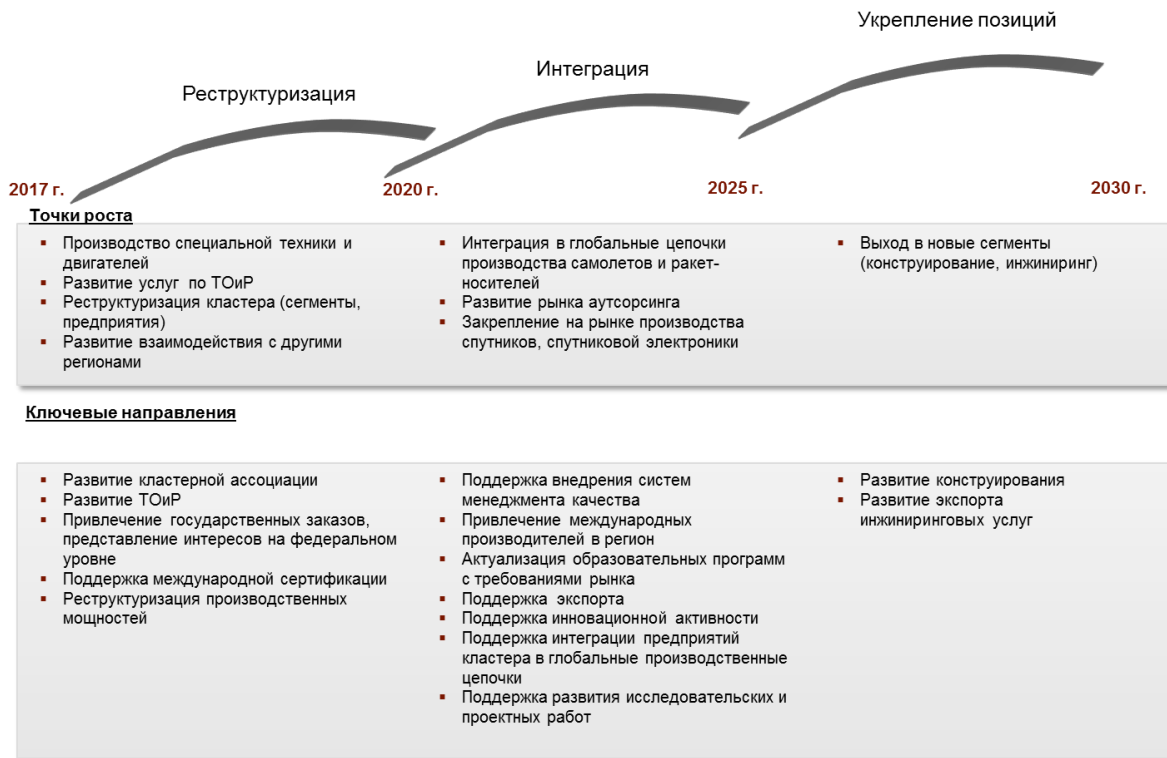 Укрепление позиций
Интеграция
Реструктуризация
2017 г.
2020 г.
2025 г.
2030 г.
Точки роста
▪ Производство специальной техники и
двигателей
▪ Развитие услуг по ТОиР
▪ Реструктуризация кластера (сегменты,
предприятия)
▪ Развитие взаимодействия с другими
регионами
▪ Интеграция в глобальные цепочки
производства самолетов и ракет-
носителей
▪ Развитие рынка аутсорсинга
▪ Закрепление на рынке производства
спутников, спутниковой электроники
▪ Выход в новые сегменты
(конструирование, инжиниринг)
Ключевые направления
▪ Развитие кластерной ассоциации
▪ Развитие ТОиР
▪ Привлечение государственных заказов,
представление интересов на федеральном
уровне
▪ Поддержка международной сертификации
▪ Реструктуризация производственных
мощностей
▪ Поддержка внедрения систем
менеджмента качества
▪ Привлечение международных
производителей в регион
▪ Актуализация образовательных программ
с требованиями рынка
▪ Поддержка экспорта
▪ Поддержка инновационной активности
▪ Поддержка интеграции предприятий
кластера в глобальные производственные
цепочки
▪ Поддержка развития исследовательских и
проектных работ
▪ Развитие конструирования
▪ Развитие экспорта
инжиниринговых услуг